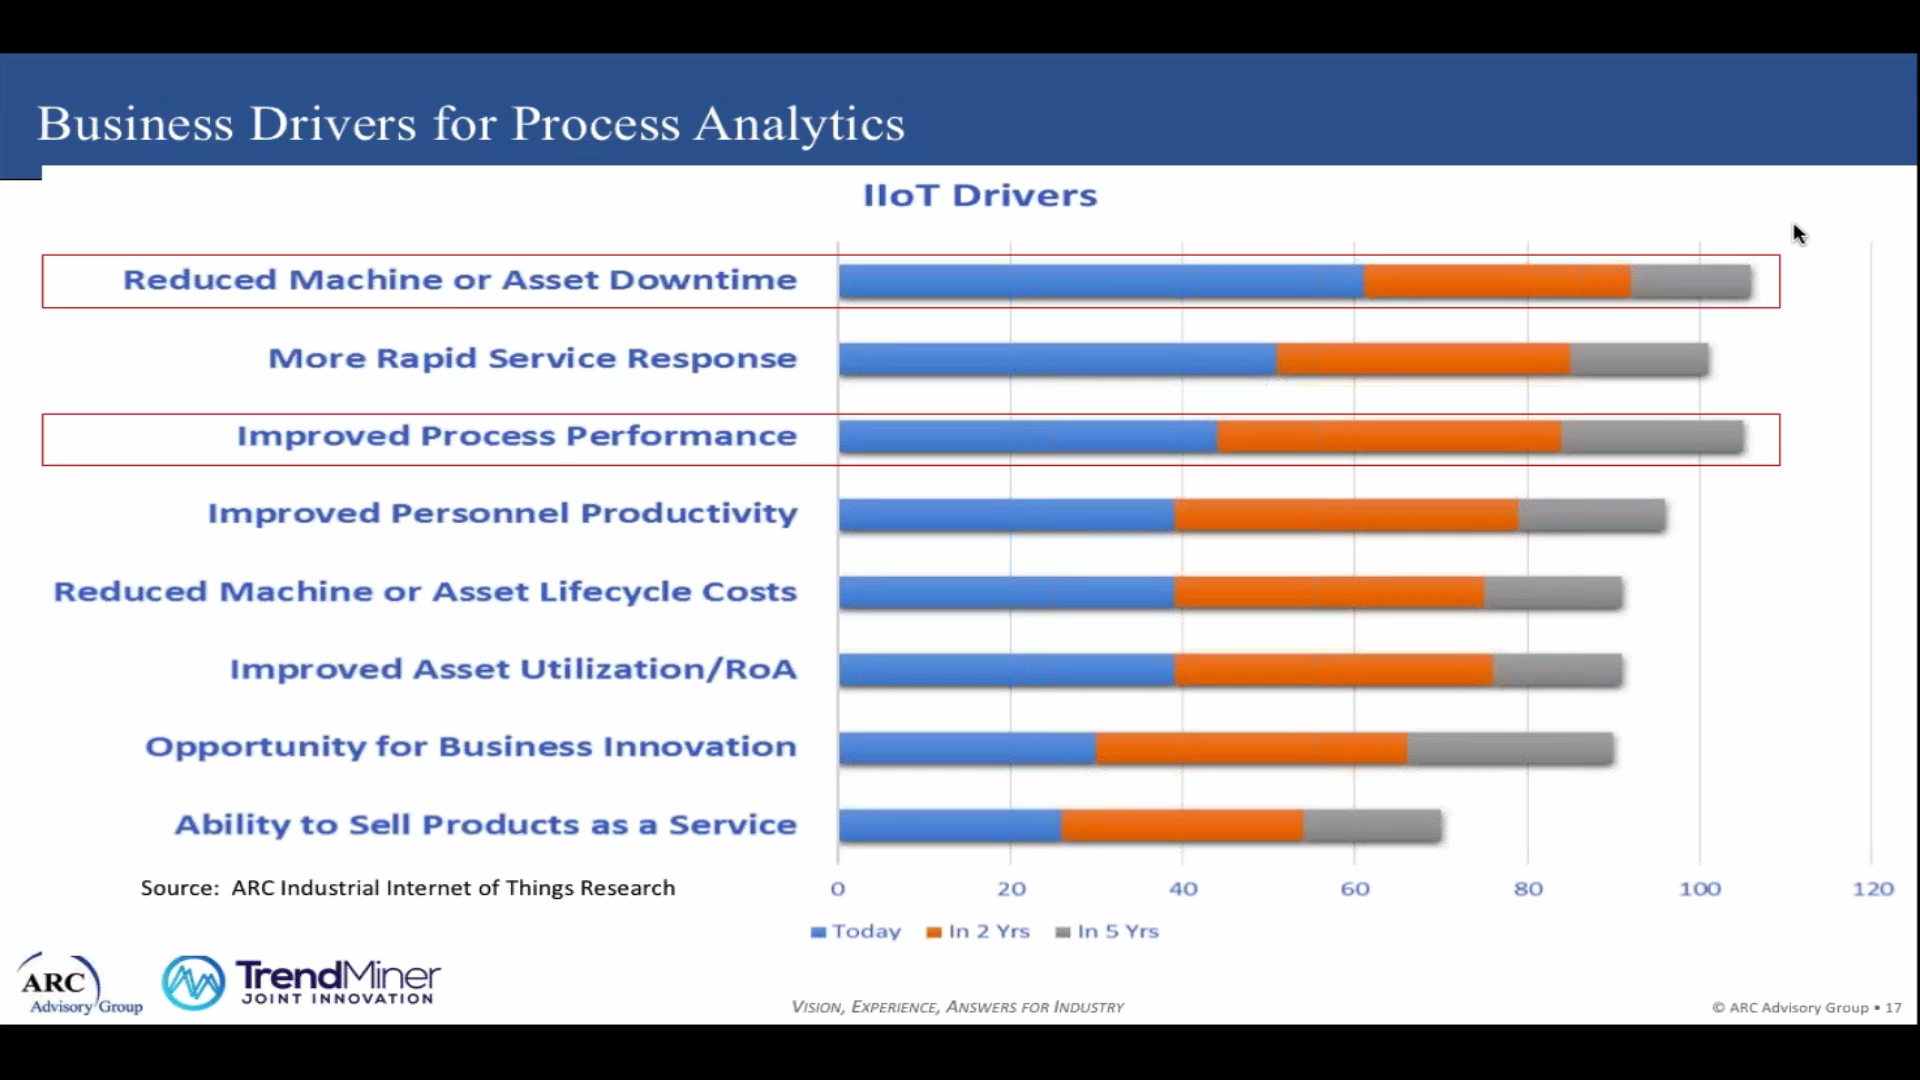 Business Drivers for Process Analytics
IIoT Drivers
Reduced Machine or Asset Downtime
More Rapid Service Response
Improved Process Performance
Improved Personnel Productivity
Reduced Machine or Asset Lifecycle Costs
Improved Asset Utilization/RoA
Opportunity for Business Innovation
Ability to Sell Products as a Service
Source: ARC Industrial Internet of Things Research
0 20 40 60 80 100 120
Today In 2 Yrs In 5 Yrs
ARC
Advisory Group
TrendMiner
JOINT INNOVATION
VISION, EXPERIENCE, ANSWERS FOR INDUSTRY
© ARC Advisory Group • 17